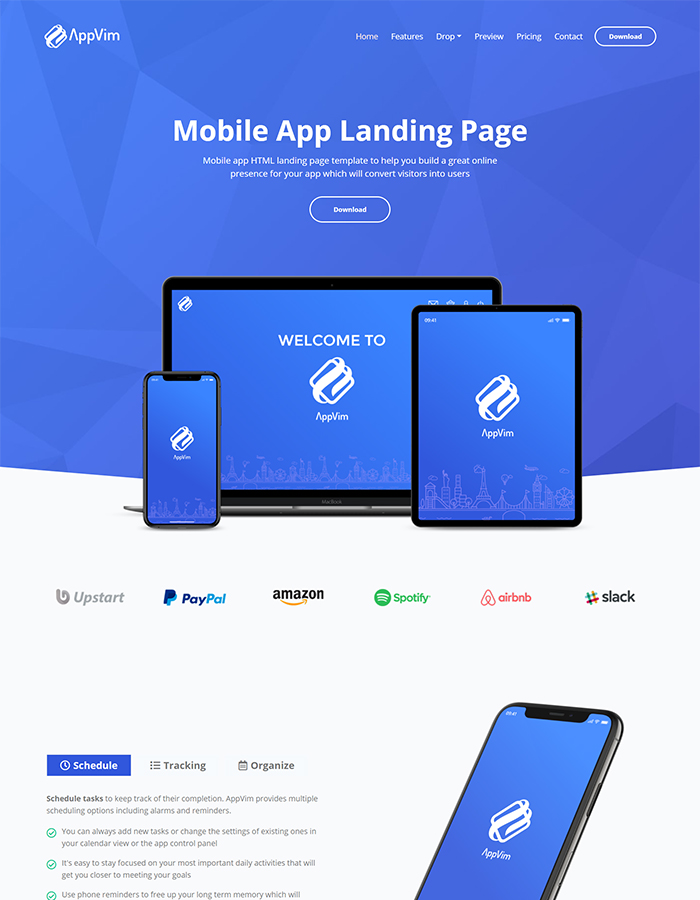 AppVim
Home Features Drop Preview Pricing Contact Download
Mobile App Landing Page
Mobile app HTML landing page template to help you build a great online
presence for your app which will convert visitors into users
Download
WELCOME TO
AppVim
09:41
AppVim
AppVim
MacBook
Upstart PayPal amazon Spotify airbnb slack
09:41
Schedule Tracking Organize
Schedule tasks to keep track of their completion. AppVim provides multiple
scheduling options including alarms and reminders.
You can always add new tasks or change the settings of existing ones in
your calendar view or the app control panel
It's easy to stay focused on your most important daily activities that will
get you closer to meeting your goals
Use phone reminders to free up your long term memory which will
AppVim